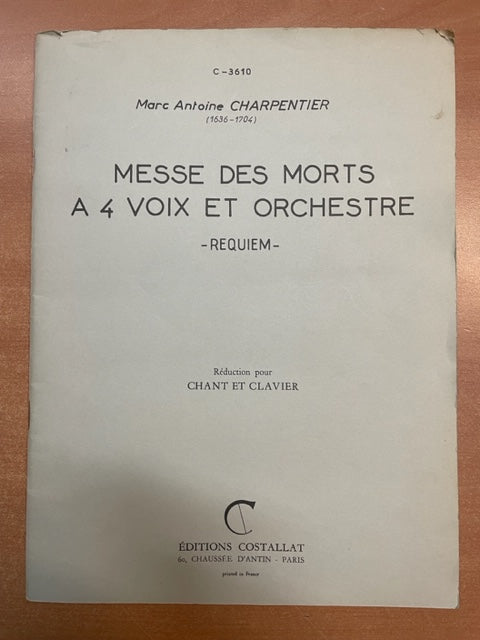 C-3610
Marc Antoine CHARPENTIER
(1636-1704)
MESSE DES MORTS
A 4 VOIX ET ORCHESTRE
-REQUIEM-
Réduction pour
CHANT ET CLAVIER
ÉDITIONS COSTALLAT
60, CHAUSSÉE D'ANTIN - PARIS
printed in France